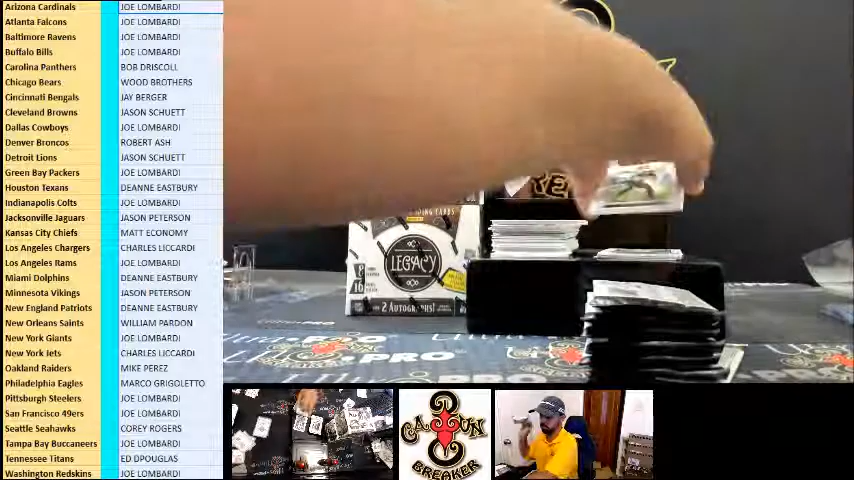 Arizona Cardinals JOE LOMBARDI
Atlanta Falcons JOE LOMBARDI
Baltimore Ravens JOE LOMBARDI
Buffalo Bills JOE LOMBARDI
Carolina Panthers BOB DRISCOLL
Chicago Bears WOOD BROTHERS
Cincinnati Bengals JAY BERGER
Cleveland Browns JASON SCHUETT
Dallas Cowboys JOE LOMBARDI
Denver Broncos ROBERT ASH
Detroit Lions JASON SCHUETT
Green Bay Packers JOE LOMBARDI
Houston Texans DEANNE EASTBURY
Indianapolis Colts JOE LOMBARDI
Jacksonville Jaguars JASON PETERSON
Kansas City Chiefs MATT ECONOMY
Los Angeles Chargers CHARLES LICCARDI
Los Angeles Rams JOE LOMBARDI
Miami Dolphins DEANNE EASTBURY
Minnesota Vikings JASON PETERSON
New England Patriots DEANNE EASTBURY
New Orleans Saints WILLIAM PARDON
New York Giants JOE LOMBARDI
New York Jets CHARLES LICCARDI
Oakland Raiders MIKE PEREZ
Philadelphia Eagles MARCO GRIGOLETTO
Pittsburgh Steelers JOE LOMBARDI
San Francisco 49ers JOE LOMBARDI
Seattle Seahawks COREY ROGERS
Tampa Bay Buccaneers JOE LOMBARDI
Tennessee Titans ED DPOUGLAS
Washington Redskins JOE LOMBARDI
CARDS
LEGACY
8
16
2 AUTOGRAPHS!
PRO
CAJUN
BREAKER